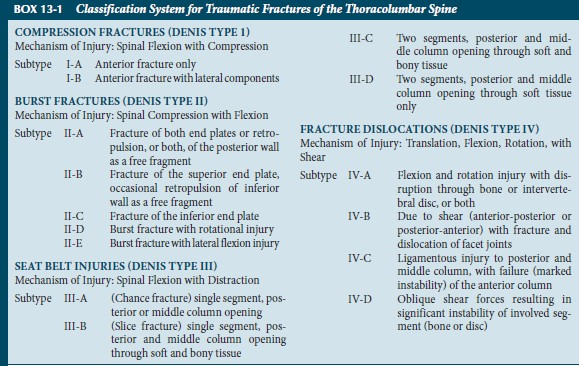 BOX 13-1 Classification System for Traumatic Fractures of the Thoracolumbar Spine
COMPRESSION FRACTURES (DENIS TYPE 1)
Mechanism of Injury: Spinal Flexion with Compression
Subtype I-A Anterior fracture only
I-B Anterior fracture with lateral components
BURST FRACTURES (DENIS TYPE II)
Mechanism of Injury: Spinal Compression with Flexion
Subtype II-A Fracture of both end plates or retro-
pulsion, or both, of the posterior wall
as a free fragment
II-B Fracture of the superior end plate,
occasional retropulsion of inferior
wall as a free fragment
II-C Fracture of the inferior end plate
II-D Burst fracture with rotational injury
II-E Burst fracture with lateral flexion injury
SEAT BELT INJURIES (DENIS TYPE III)
Mechanism of Injury: Spinal Flexion with Distraction
Subtype III-A (Chance fracture) single segment, pos-
terior or middle column opening
III-B (Slice fracture) single segment, pos-
terior and middle column opening
through soft and bony tissue
III-C Two segments, posterior and mid-
dle column opening through soft and
bony tissue
III-D Two segments, posterior and middle
column opening through soft tissue
only
FRACTURE DISLOCATIONS (DENIS TYPE IV)
Mechanism of Injury: Translation, Flexion, Rotation, with
Shear
Subtype IV-A Flexion and rotation injury with dis-
ruption through bone or interverte-
bral disc, or both
IV-B Due to shear (anterior-posterior or
posterior-anterior) with fracture and
dislocation of facet joints
IV-C Ligamentous injury to posterior and
middle column, with failure (marked
instability) of the anterior column
IV-D Oblique shear forces resulting in
significant instability of involved seg-
ment (bone or disc)